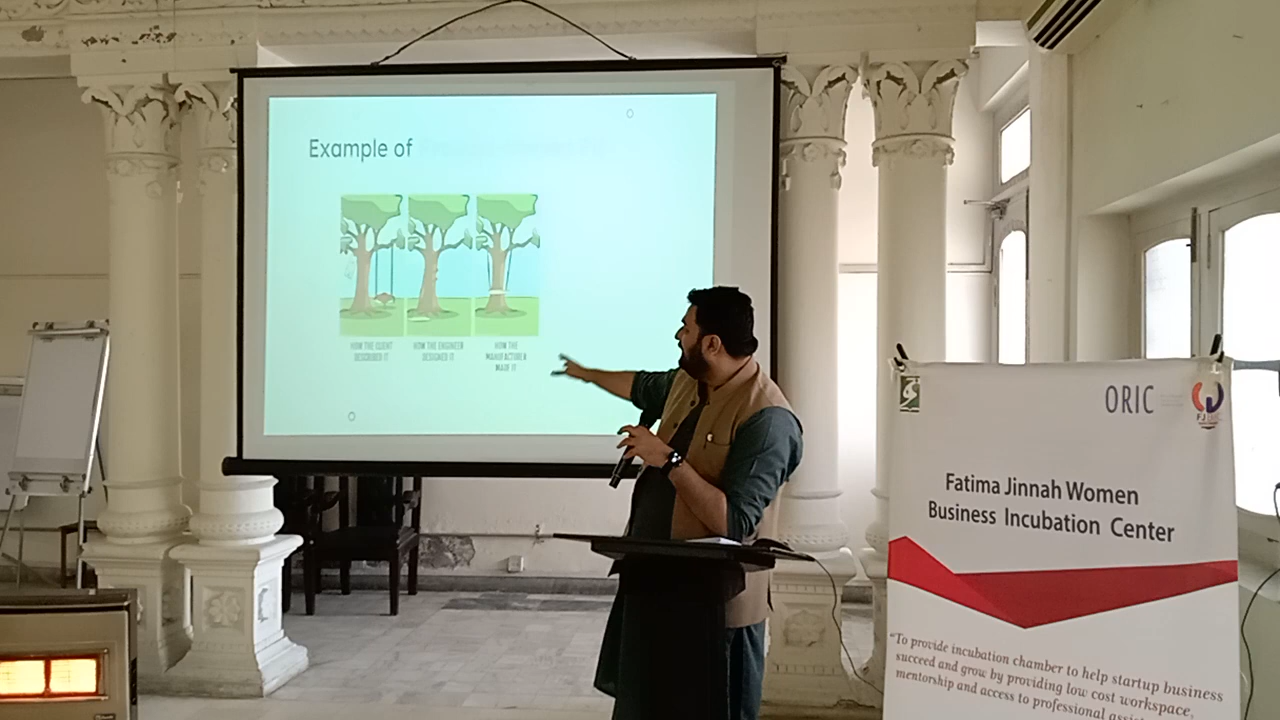 Example of
HOW THE CLIENT
DESCRIBED IT
HOW THE ENGINEER
DESIGNED IT
HOW THE
MANUFACTURER
MADE IT
ORIC
FJ
Fatima Jinnah Women
Business Incubation Center
"To provide incubation chamber to help startup business
succeed and grow by providing low cost workspace,
mentorship and access to professional